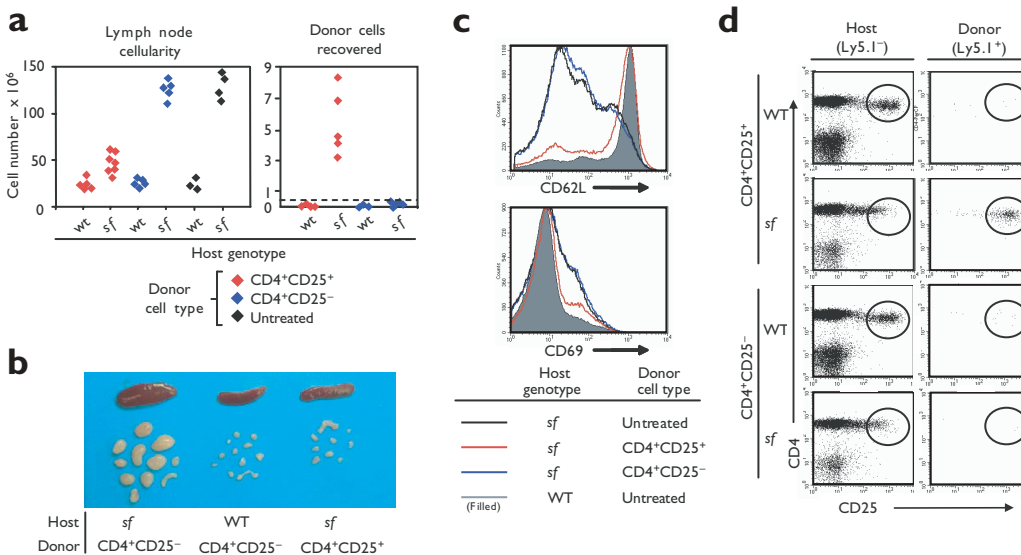 a
Lymph node
cellularity
Donor cells
recovered
Cell number × 10⁶
150
100
50
0
9
7
5
3
1
0
wt
sf
wt
sf
wt
sf
wt
sf
wt
sf
Host genotype
Donor
cell type
CD4⁺CD25⁺
CD4⁺CD25⁻
Untreated
b
Host
sf
WT
sf
Donor
CD4⁺CD25⁻
CD4⁺CD25⁻
CD4⁺CD25⁺
c
Counts
CD62L
Counts
CD69
Host
genotype
Donor
cell type
sf
Untreated
sf
CD4⁺CD25⁺
sf
CD4⁺CD25⁻
(Filled)
WT
Untreated
d
Host
(Ly5.1⁻)
Donor
(Ly5.1⁺)
CD4⁺CD25⁺
WT
sf
CD4⁺CD25⁻
WT
sf
CD4
CD25